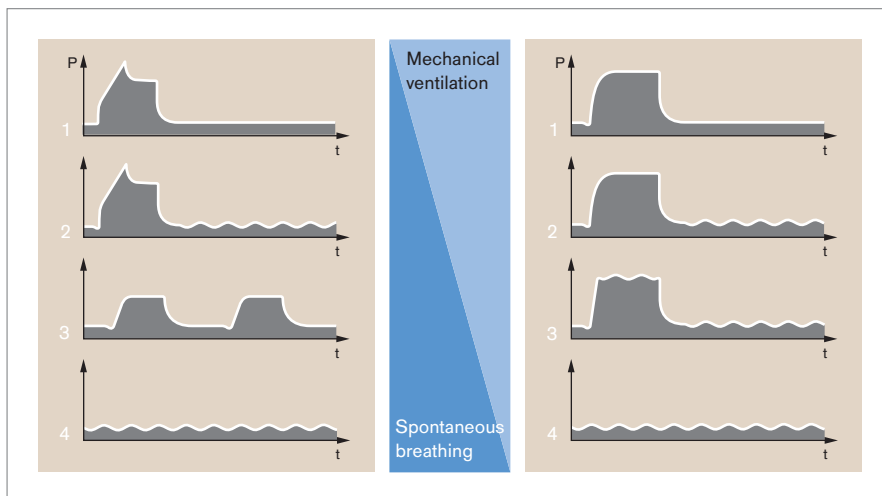 P
1
t
2
t
3
t
4
t
Mechanical
ventilation
Spontaneous
breathing
P
1
t
2
t
3
t
4
t